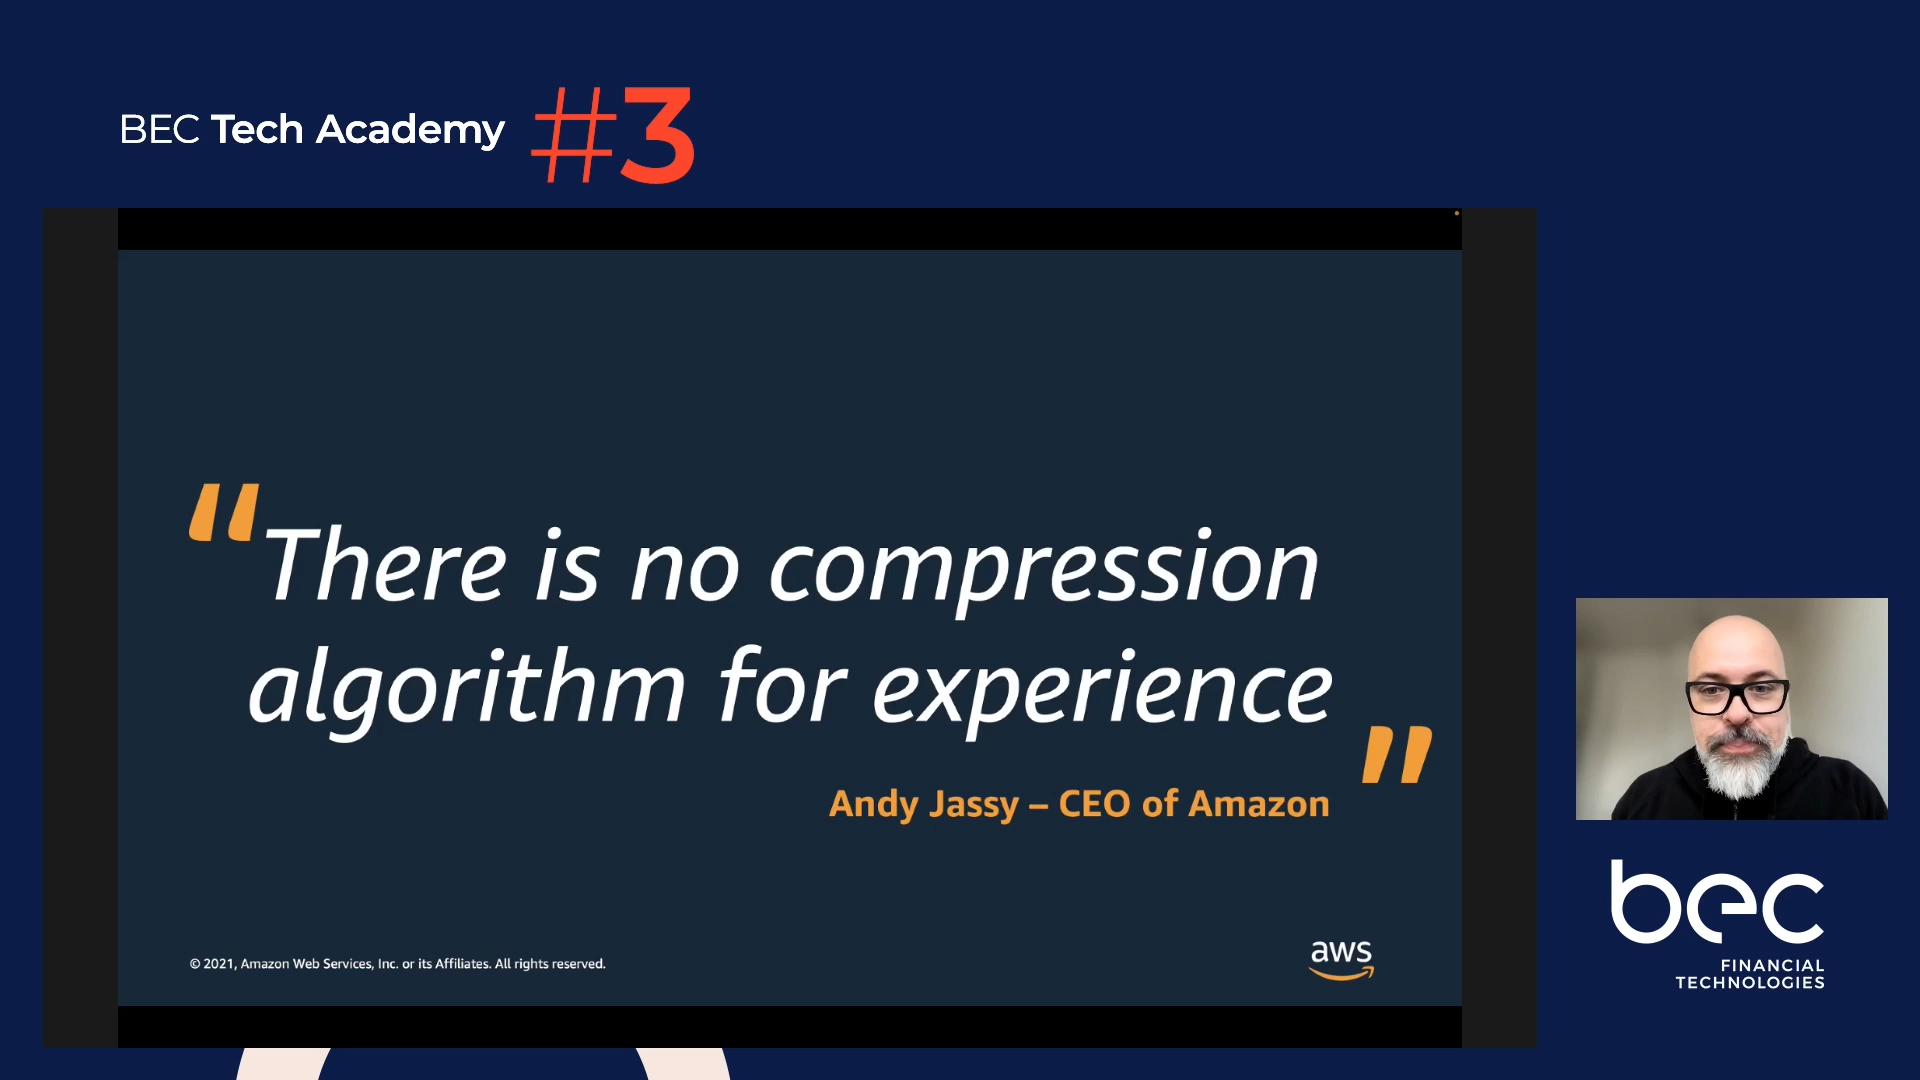 BEC Tech Academy #3
“There is no compression
algorithm for experience”
Andy Jassy – CEO of Amazon
© 2021, Amazon Web Services, Inc. or its Affiliates. All rights reserved.
aws
bec
FINANCIAL
TECHNOLOGIES